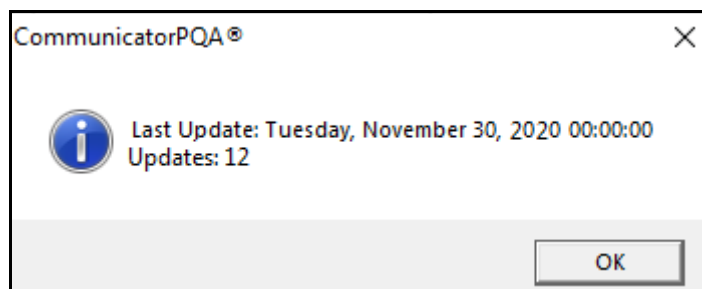 CommunicatorPQA®
Last Update: Tuesday, November 30, 2020 00:00:00
Updates: 12
OK